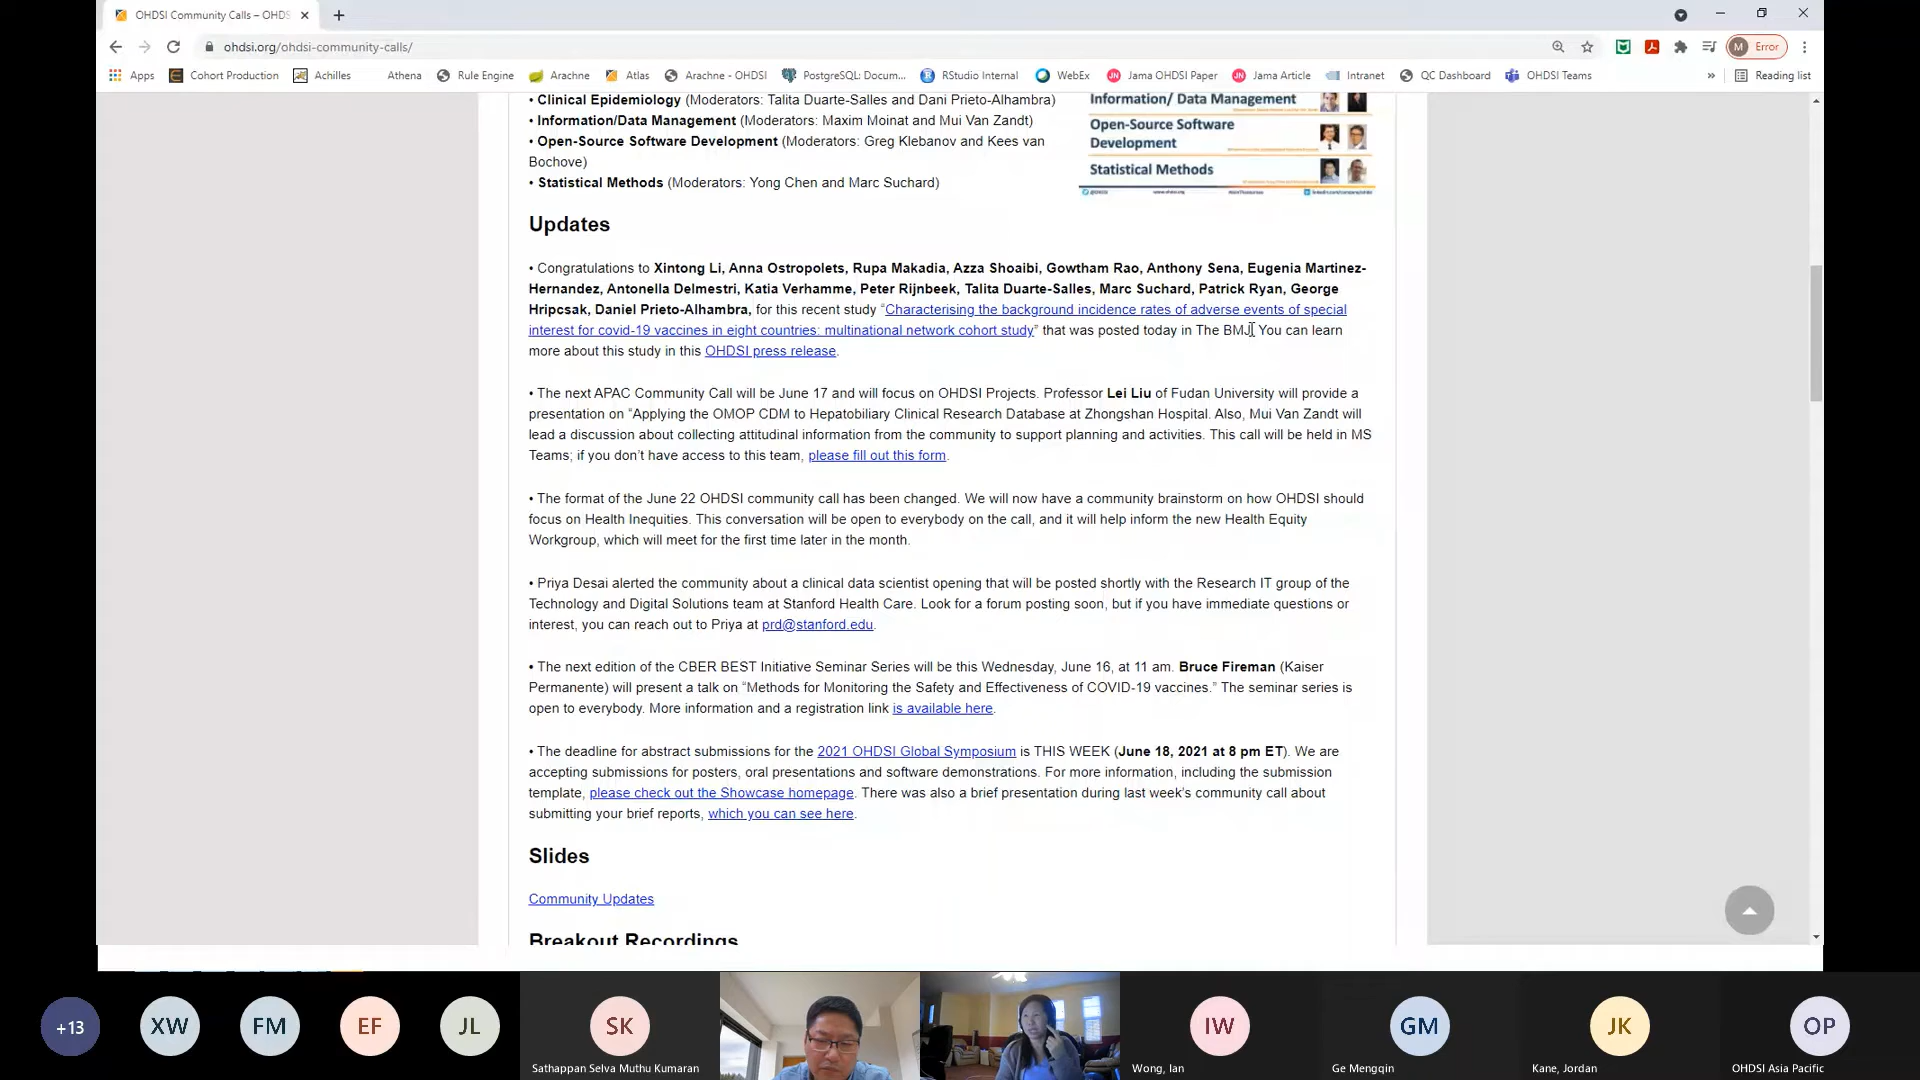 OHDSI Community Calls – OHDS
ohdsi.org/ohdsi-community-calls/
M Error
Apps
Cohort Production
Achilles
Athena
Rule Engine
Arachne
Atlas
Arachne - OHDSI
PostgreSQL: Docum...
RStudio Internal
WebEx
Jama OHDSI Paper
Jama Article
Intranet
QC Dashboard
OHDSI Teams
»
Reading list
• Clinical Epidemiology (Moderators: Talita Duarte-Salles and Dani Prieto-Alhambra)
• Information/Data Management (Moderators: Maxim Moinat and Mui Van Zandt)
• Open-Source Software Development (Moderators: Greg Klebanov and Kees van
Bochove)
• Statistical Methods (Moderators: Yong Chen and Marc Suchard)
Information/ Data Management
Open-Source Software
Development
Statistical Methods
Updates
• Congratulations to Xintong Li, Anna Ostropolets, Rupa Makadia, Azza Shoaibi, Gowtham Rao, Anthony Sena, Eugenia Martinez-
Hernandez, Antonella Delmestri, Katia Verhamme, Peter Rijnbeek, Talita Duarte-Salles, Marc Suchard, Patrick Ryan, George
Hripcsak, Daniel Prieto-Alhambra, for this recent study “Characterising the background incidence rates of adverse events of special
interest for covid-19 vaccines in eight countries: multinational network cohort study” that was posted today in The BMJ. You can learn
more about this study in this OHDSI press release.
• The next APAC Community Call will be June 17 and will focus on OHDSI Projects. Professor Lei Liu of Fudan University will provide a
presentation on “Applying the OMOP CDM to Hepatobiliary Clinical Research Database at Zhongshan Hospital. Also, Mui Van Zandt will
lead a discussion about collecting attitudinal information from the community to support planning and activities. This call will be held in MS
Teams; if you don’t have access to this team, please fill out this form.
• The format of the June 22 OHDSI community call has been changed. We will now have a community brainstorm on how OHDSI should
focus on Health Inequities. This conversation will be open to everybody on the call, and it will help inform the new Health Equity
Workgroup, which will meet for the first time later in the month.
• Priya Desai alerted the community about a clinical data scientist opening that will be posted shortly with the Research IT group of the
Technology and Digital Solutions team at Stanford Health Care. Look for a forum posting soon, but if you have immediate questions or
interest, you can reach out to Priya at prd@stanford.edu.
• The next edition of the CBER BEST Initiative Seminar Series will be this Wednesday, June 16, at 11 am. Bruce Fireman (Kaiser
Permanente) will present a talk on “Methods for Monitoring the Safety and Effectiveness of COVID-19 vaccines.” The seminar series is
open to everybody. More information and a registration link is available here.
• The deadline for abstract submissions for the 2021 OHDSI Global Symposium is THIS WEEK (June 18, 2021 at 8 pm ET). We are
accepting submissions for posters, oral presentations and software demonstrations. For more information, including the submission
template, please check out the Showcase homepage. There was also a brief presentation during last week’s community call about
submitting your brief reports, which you can see here.
Slides
Community Updates
Breakout Recordings
+13
XW
FM
EF
JL
SK
IW
GM
JK
OP
Sathappan Selva Muthu Kumaran
Wong, Ian
Ge Mengqin
Kane, Jordan
OHDSI Asia Pacific